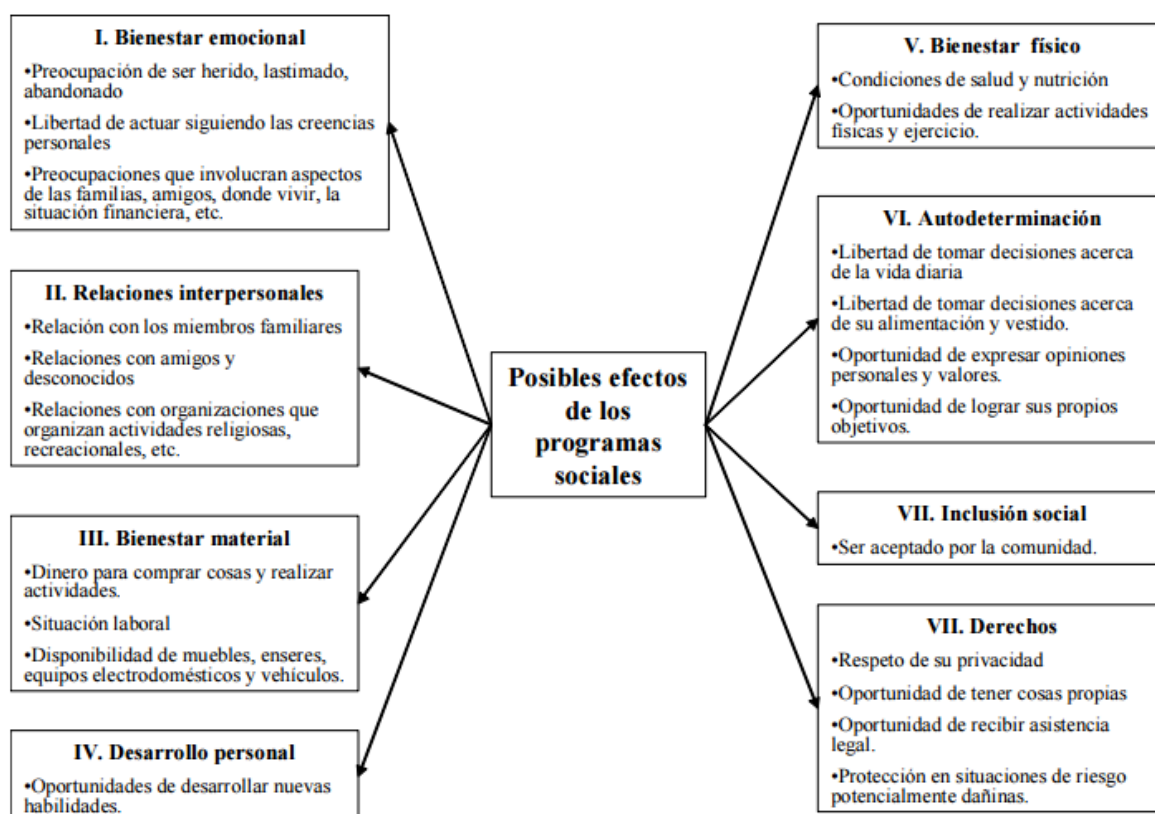 I. Bienestar emocional
•Preocupación de ser herido, lastimado,
abandonado
•Libertad de actuar siguiendo las creencias
personales
•Preocupaciones que involucran aspectos
de las familias, amigos, donde vivir, la
situación financiera, etc.
II. Relaciones interpersonales
•Relación con los miembros familiares
•Relaciones con amigos y
desconocidos
•Relaciones con organizaciones que
organizan actividades religiosas,
recreacionales, etc.
III. Bienestar material
•Dinero para comprar cosas y realizar
actividades.
•Situación laboral
•Disponibilidad de muebles, enseres,
equipos electrodomésticos y vehículos.
IV. Desarrollo personal
•Oportunidades de desarrollar nuevas
habilidades.
Posibles efectos
de los
programas
sociales
V. Bienestar físico
•Condiciones de salud y nutrición
•Oportunidades de realizar actividades
físicas y ejercicio.
VI. Autodeterminación
•Libertad de tomar decisiones acerca
de la vida diaria
•Libertad de tomar decisiones acerca
de su alimentación y vestido.
•Oportunidad de expresar opiniones
personales y valores.
•Oportunidad de lograr sus propios
objetivos.
VII. Inclusión social
•Ser aceptado por la comunidad.
VII. Derechos
•Respeto de su privacidad
•Oportunidad de tener cosas propias
•Oportunidad de recibir asistencia
legal.
•Protección en situaciones de riesgo
potencialmente dañinas.